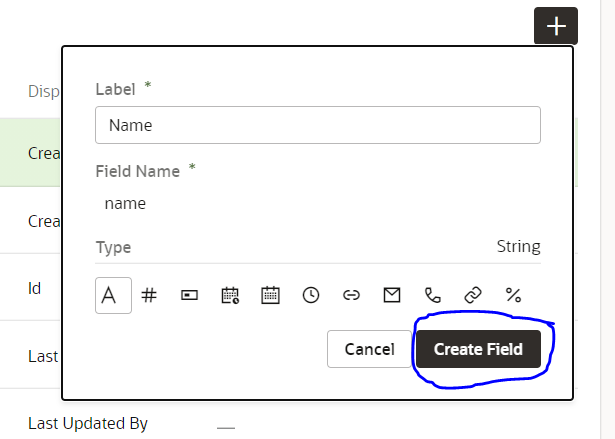 Disp
Label *
Name
Crea
Field Name *
name
Crea
Type String
Id
A # %
Cancel Create Field
Last
Last Updated By